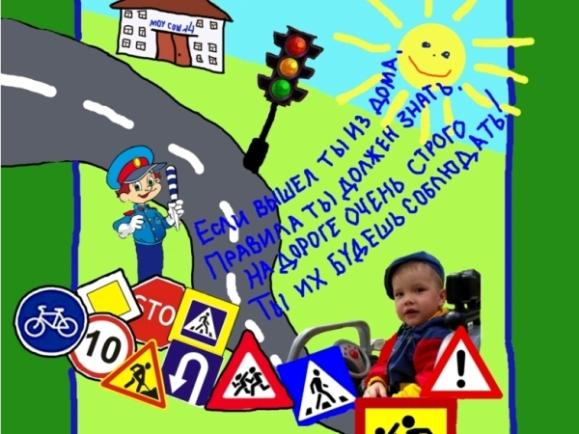 МОУ СОШ 14
Если вышел ты из дома,
Правила ты должен знать.
На дороге очень строго
Ты их будешь соблюдать!
STO
10